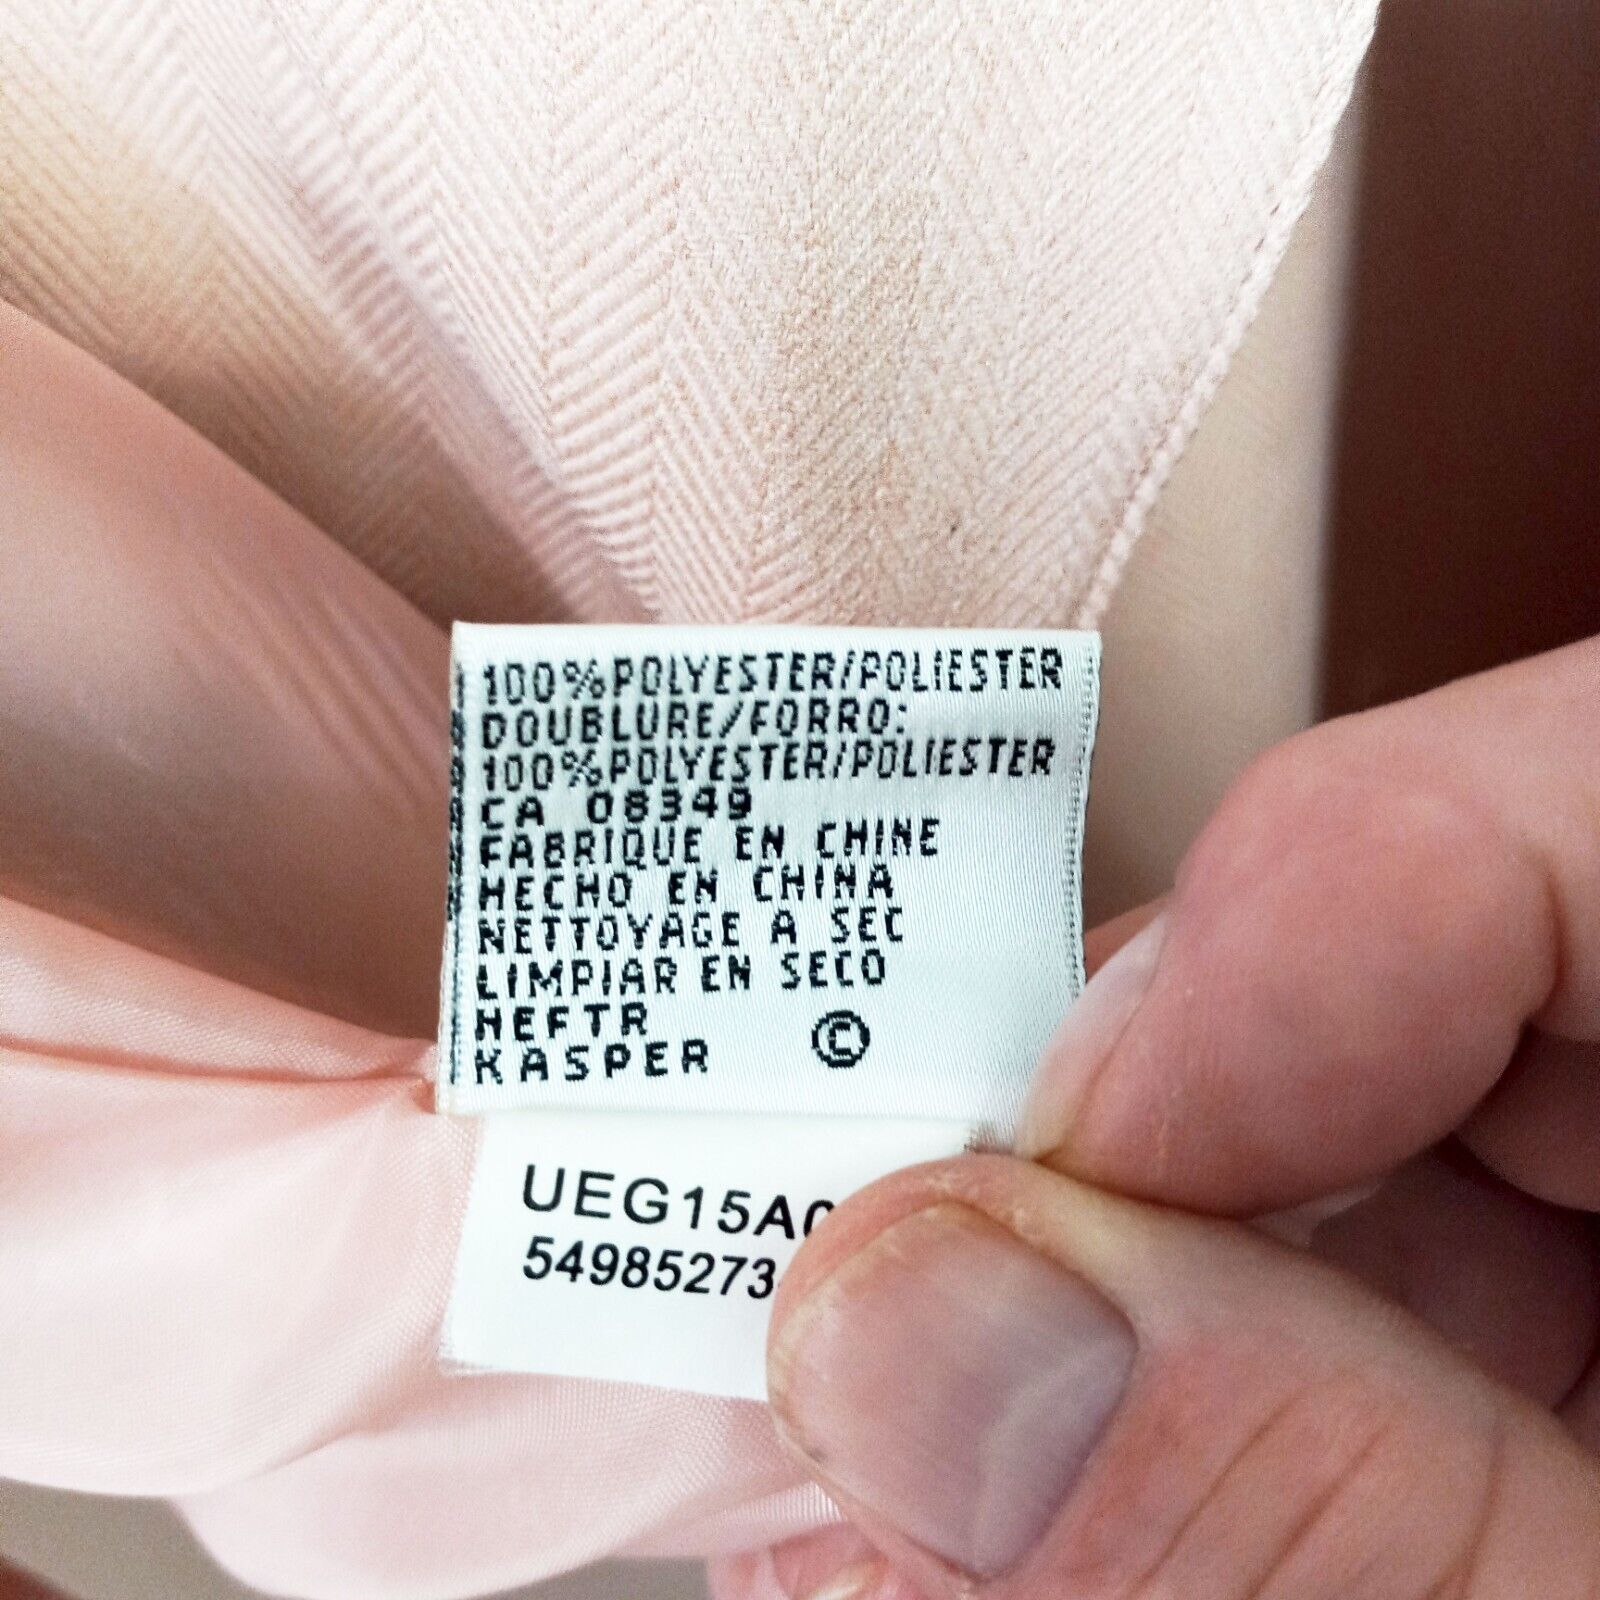 100%POLYESTER/POLIESTER
DOUBLURE/FORRO:
100%POLYESTER/POLIESTER
CA 08349
FABRIQUE EN CHINE
HECHO EN CHINA
NETTOYAGE A SEC
LIMPIAR EN SECO
HEFTR
KASPER ©
UEG15A
54985273